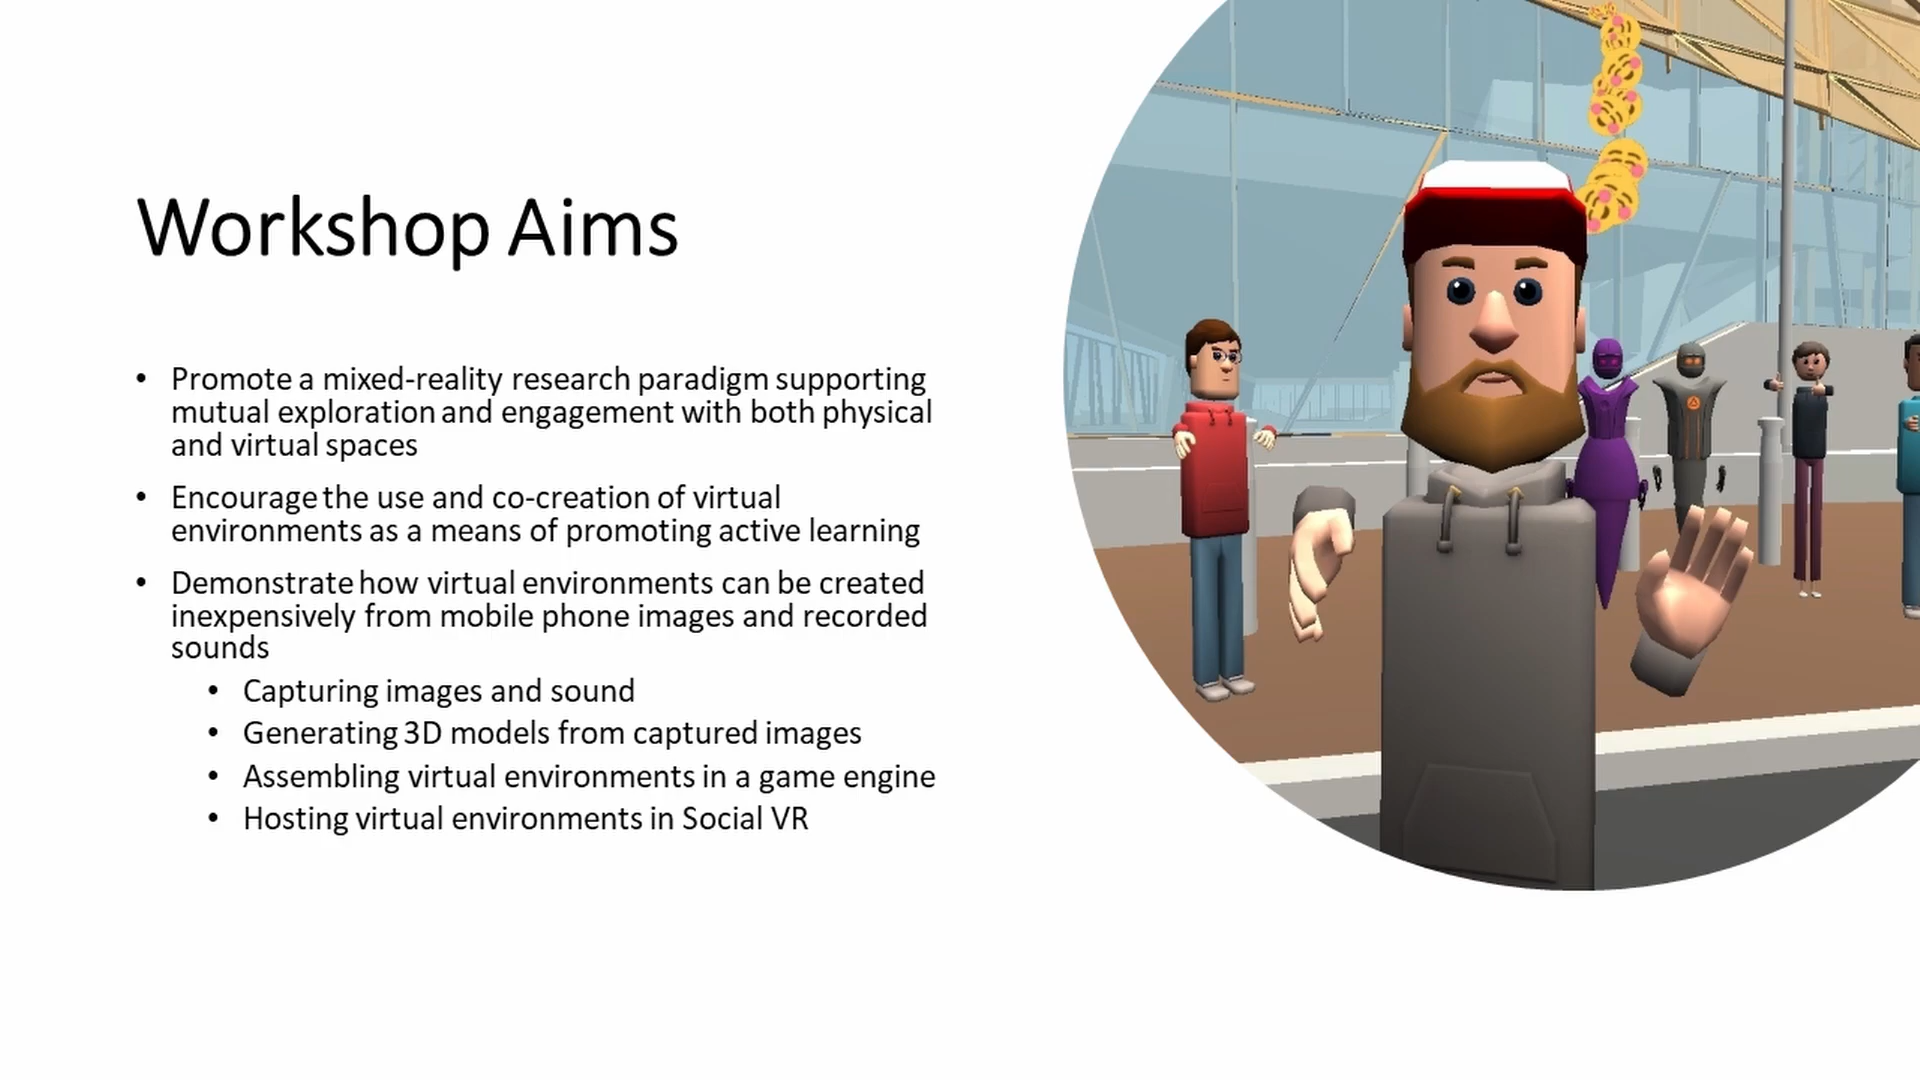 Workshop Aims
• Promote a mixed-reality research paradigm supporting
mutual exploration and engagement with both physical
and virtual spaces
• Encourage the use and co-creation of virtual
environments as a means of promoting active learning
• Demonstrate how virtual environments can be created
inexpensively from mobile phone images and recorded
sounds
• Capturing images and sound
• Generating 3D models from captured images
• Assembling virtual environments in a game engine
• Hosting virtual environments in Social VR